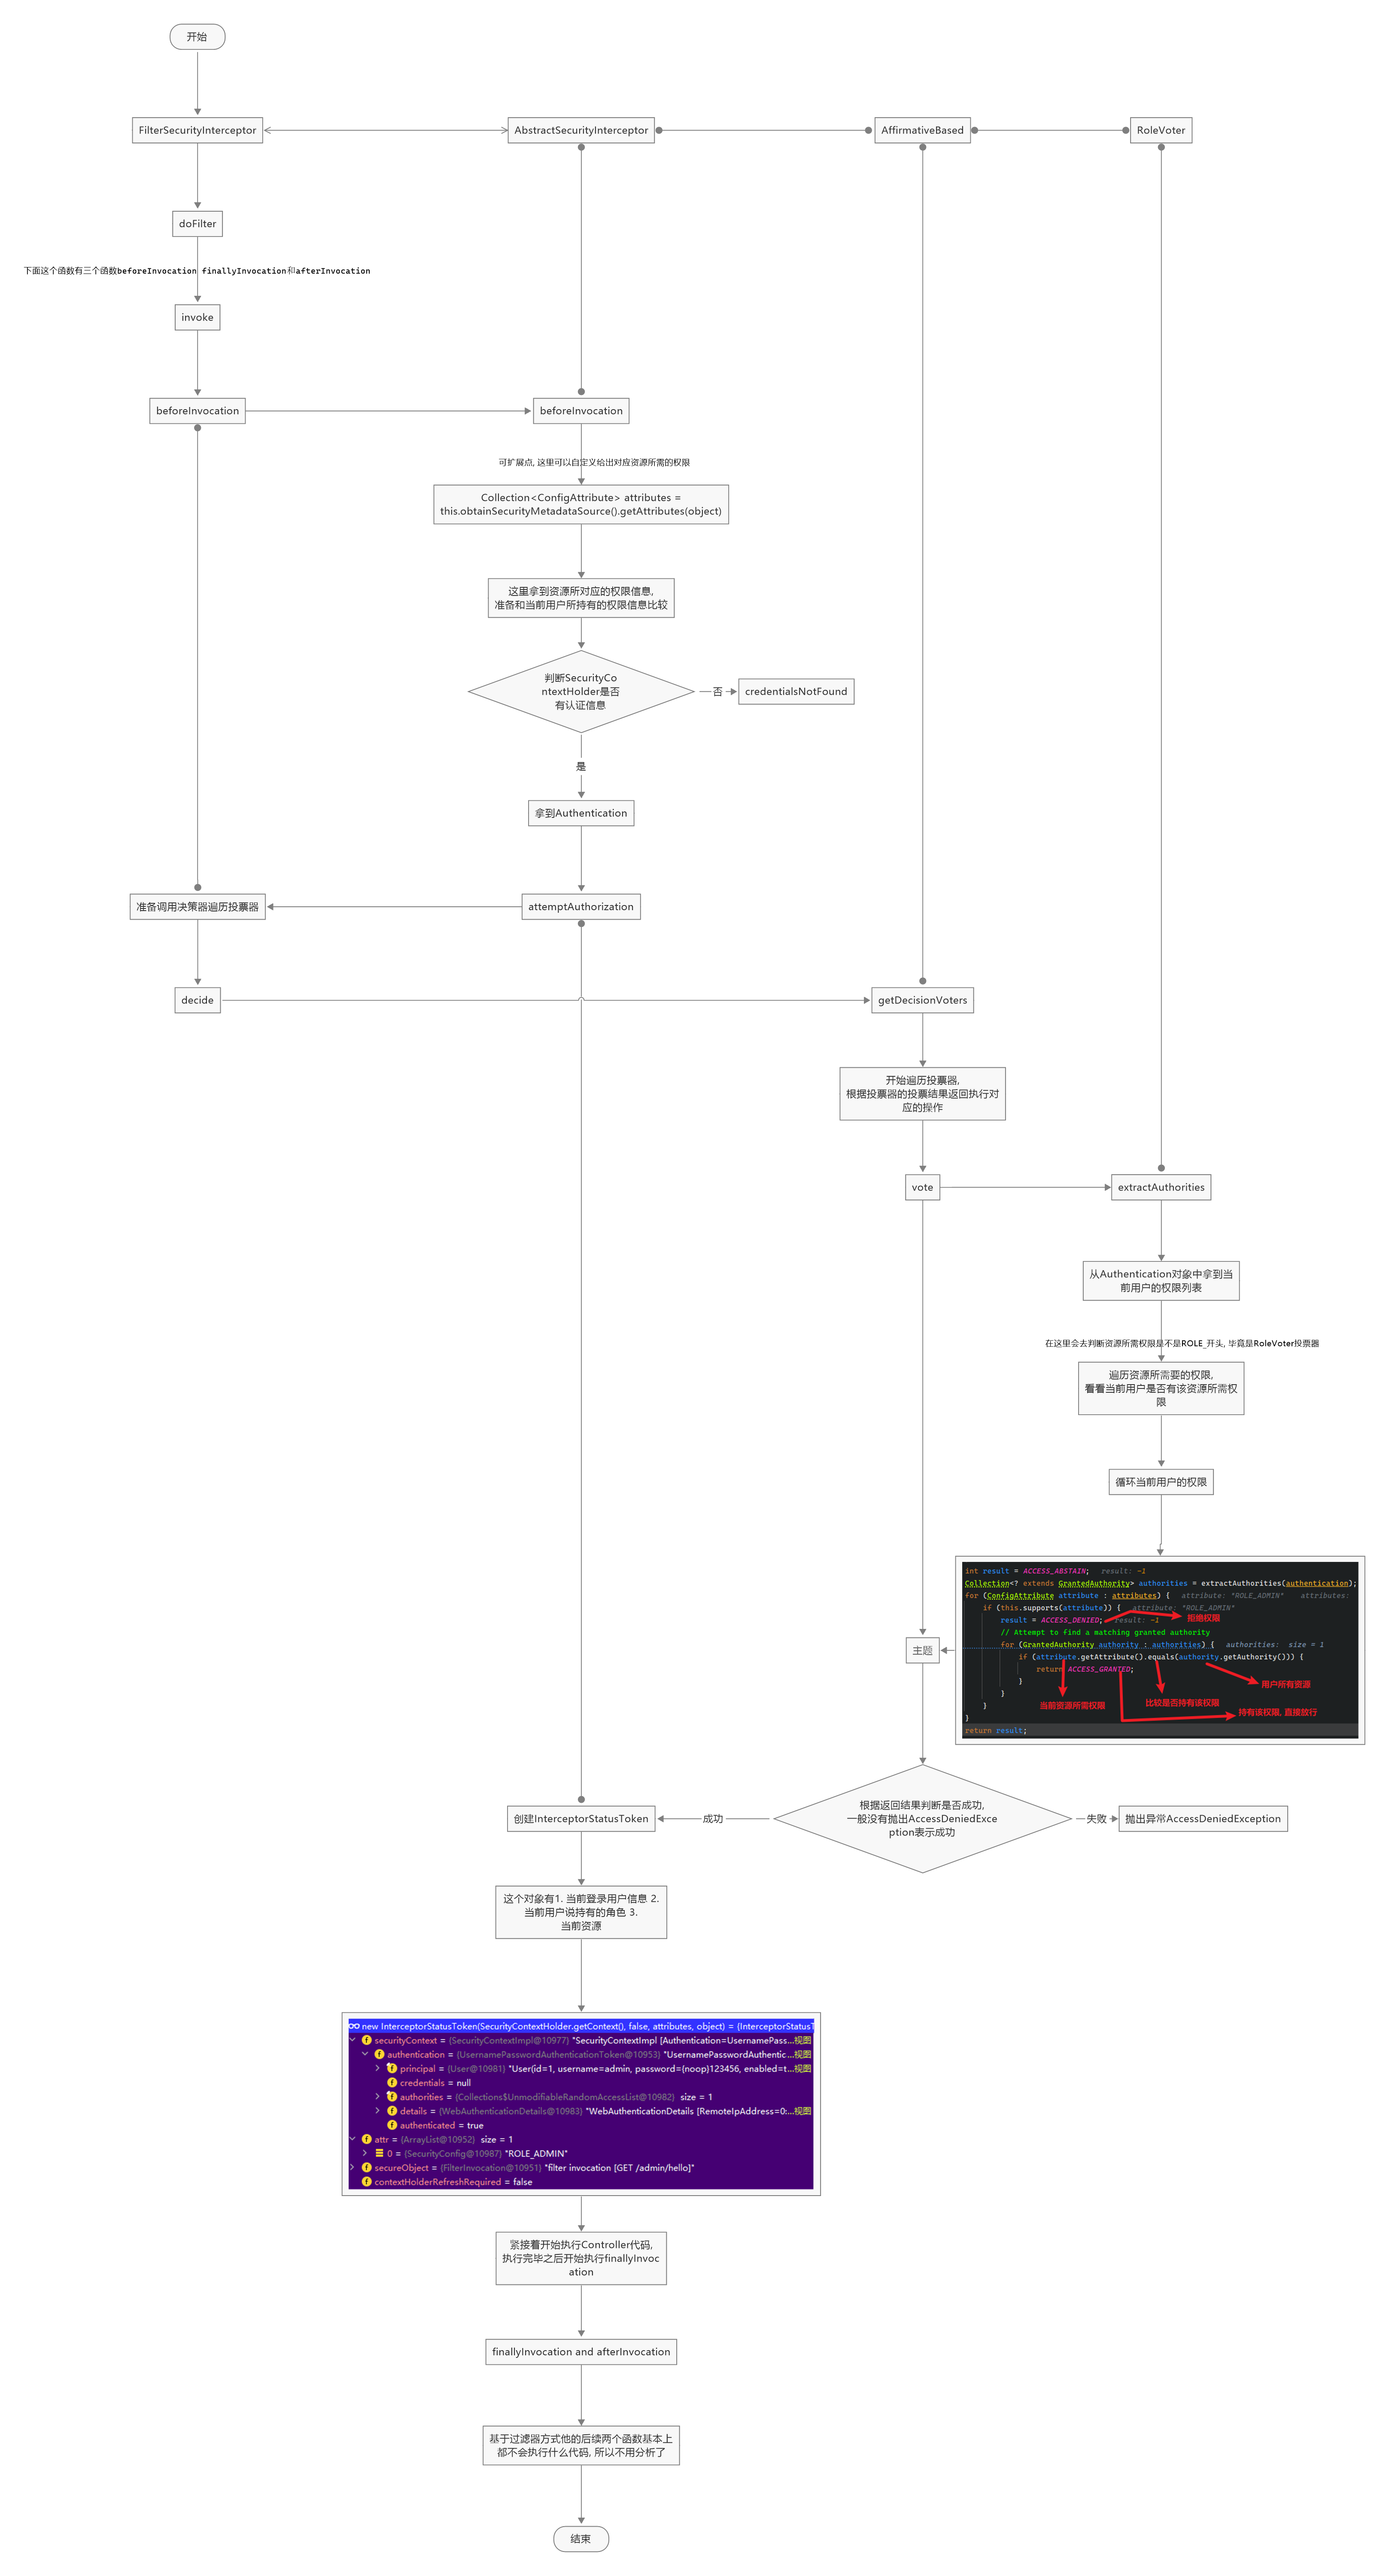 开始
FilterSecurityInterceptor
AbstractSecurityInterceptor
AffirmativeBased
RoleVoter
doFilter
下面这个函数有三个函数beforeInvocation finallyInvocation和afterInvocation
invoke
beforeInvocation
beforeInvocation
可扩展点, 这里可以自定义给出对应资源所需的权限
Collection<ConfigAttribute> attributes =
this.obtainSecurityMetadataSource().getAttributes(object)
这里拿到资源所对应的权限信息,
准备和当前用户所持有的权限信息比较
判断SecurityCo
ntextHolder是否
有认证信息
否
credentialsNotFound
是
拿到Authentication
准备调用决策器遍历投票器
attemptAuthorization
decide
getDecisionVoters
开始遍历投票器,
根据投票器的投票结果返回执行对
应的操作
vote
extractAuthorities
从Authentication对象中拿到当
前用户的权限列表
在这里会去判断资源所需权限是不是ROLE_开头, 毕竟是RoleVoter投票器
遍历资源所需要的权限,
看看当前用户是否有该资源所需权
限
循环当前用户的权限
int result = ACCESS_ABSTAIN; result: -1
Collection<? extends GrantedAuthority> authorities = extractAuthorities(authentication);
for (ConfigAttribute attribute : attributes) { attribute: "ROLE_ADMIN" attributes:
if (this.supports(attribute)) { attribute: "ROLE_ADMIN"
result = ACCESS_DENIED; result: -1
拒绝权限
// Attempt to find a matching granted authority
for (GrantedAuthority authority : authorities) { authorities: size = 1
if (attribute.getAttribute().equals(authority.getAuthority())) {
return ACCESS_GRANTED;
}
用户所有资源
}
当前资源所需权限
比较是否持有该权限
}
持有该权限, 直接放行
}
return result;
主题
根据返回结果判断是否成功,
一般没有抛出AccessDeniedExce
ption表示成功
成功
失败
创建InterceptorStatusToken
抛出异常AccessDeniedException
这个对象有1. 当前登录用户信息 2.
当前用户说持有的角色 3.
当前资源
new InterceptorStatusToken(SecurityContextHolder.getContext(), false, attributes, object) = {InterceptorStatusT
securityContext = {SecurityContextImpl@10977} "SecurityContextImpl [Authentication=UsernamePass...视图
authentication = {UsernamePasswordAuthenticationToken@10953} "UsernamePasswordAuthentic...视图
principal = {User@10981} "User(id=1, username=admin, password={noop}123456, enabled=t...视图
credentials = null
authorities = {Collections$UnmodifiableRandomAccessList@10982} size = 1
details = {WebAuthenticationDetails@10983} "WebAuthenticationDetails [RemoteIpAddress=0:...视图
authenticated = true
attr = {ArrayList@10952} size = 1
0 = {SecurityConfig@10987} "ROLE_ADMIN"
secureObject = {FilterInvocation@10951} "filter invocation [GET /admin/hello]"
contextHolderRefreshRequired = false
紧接着开始执行Controller代码,
执行完毕之后开始执行finallyInvoc
ation
finallyInvocation and afterInvocation
基于过滤器方式他的后续两个函数基本上
都不会执行什么代码, 所以不用分析了
结束